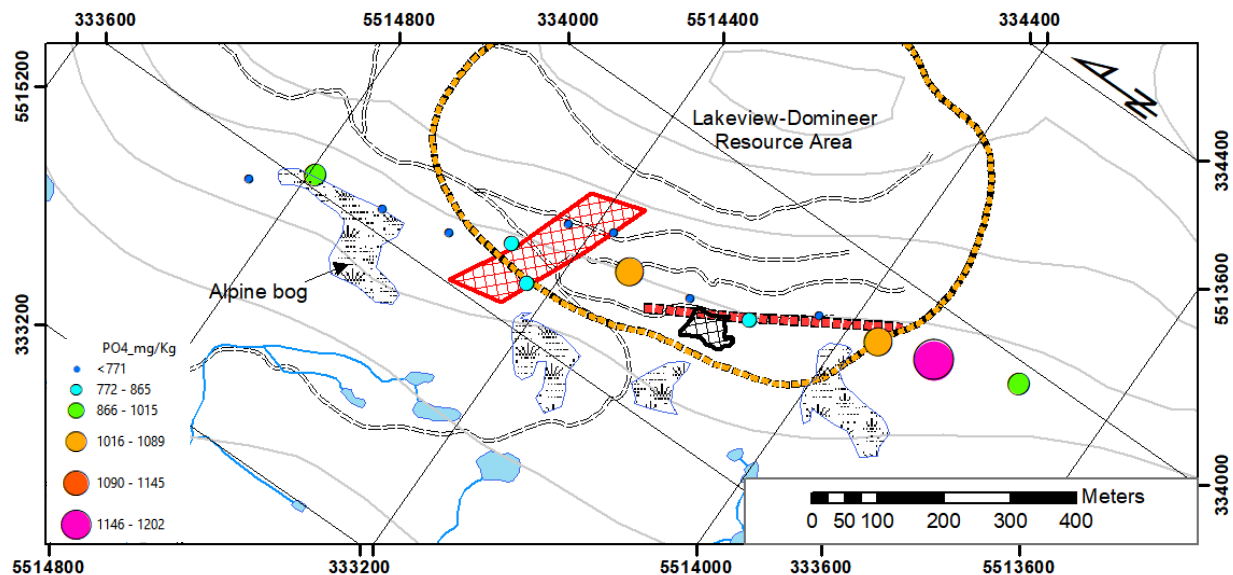 333600
5514800
334000
5514400
334400
5515200
333200
334400
5513600
334000
N
Lakeview-Domineer
Resource Area
Alpine bog
PO4_mg/Kg
<771
772 - 865
866 - 1015
1016 - 1089
1090 - 1145
1146 - 1202
Meters
0 50 100 200 300 400
5514800
333200
5514000
333600
5513600